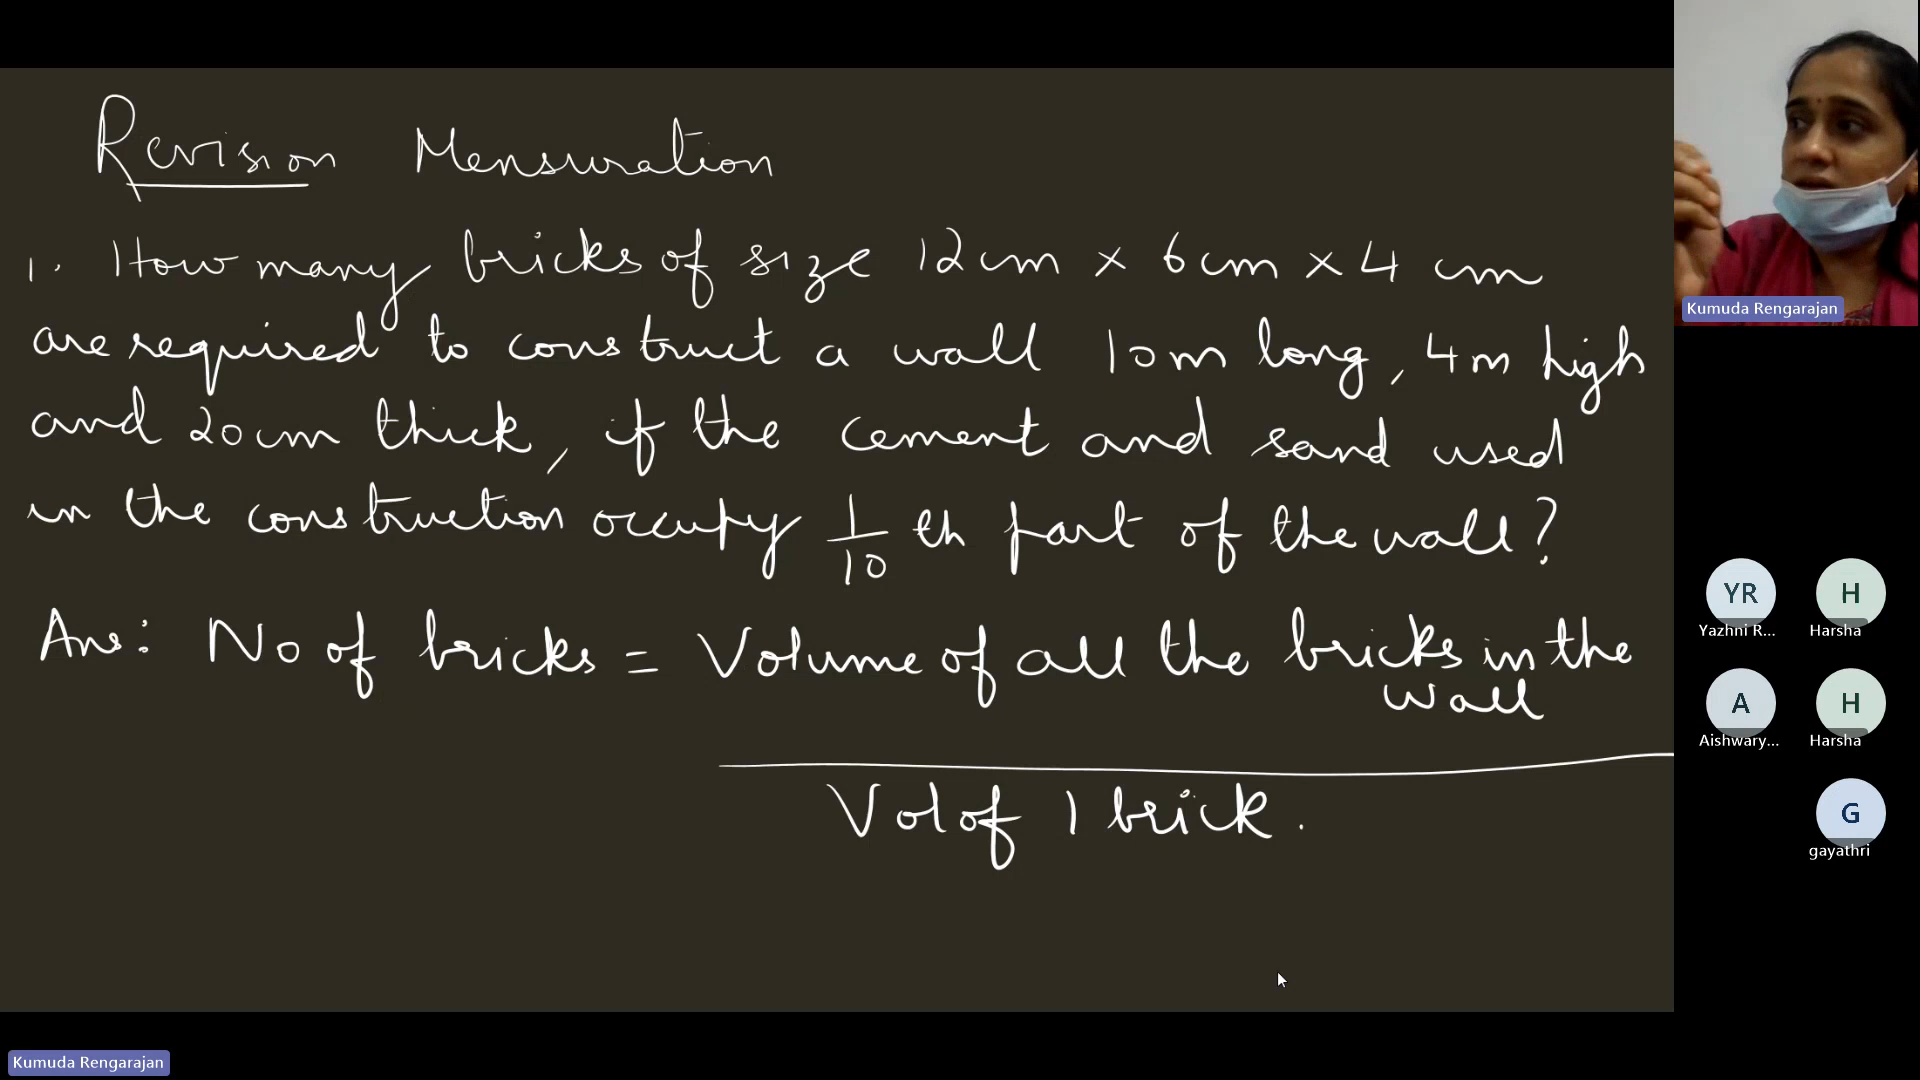 Revision Mensuration
1. How many bricks of size 12cm × 6cm × 4 cm
are required to construct a wall 10m long, 4m high
and 20cm thick, if the cement and sand used
in the construction occupy 1/10 th part of the wall?
Ans: No of bricks = Volume of all the bricks in the
wall
Vol of 1 brick.
Kumuda Rengarajan
YR
H
Yazhni R...
Harsha
A
H
Aishwary...
Harsha
G
gayathri
Kumuda Rengarajan